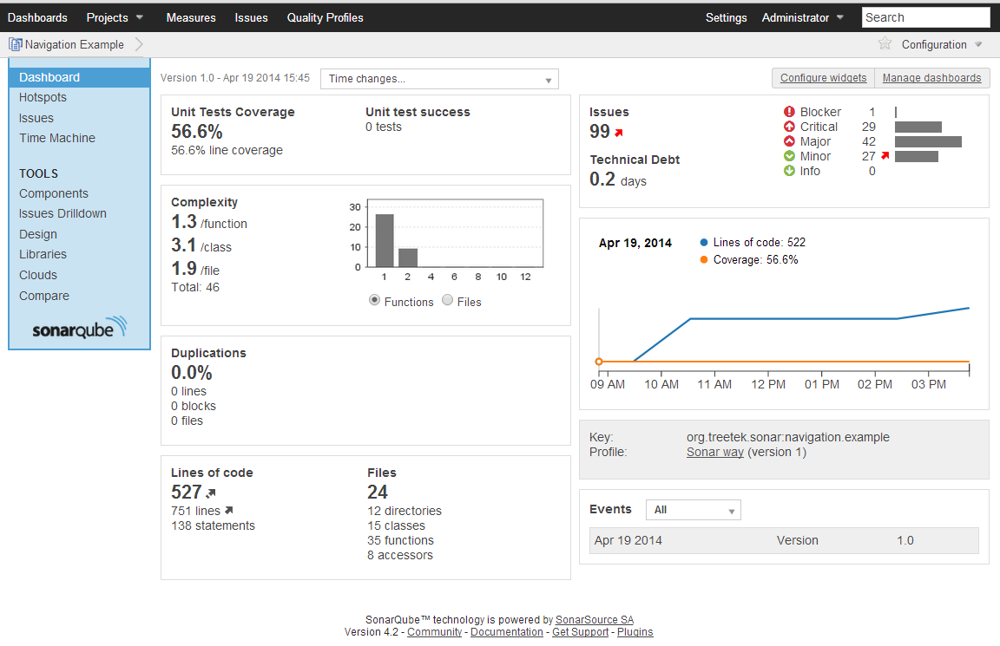 Dashboards Projects Measures Issues Quality Profiles Settings Administrator Search
Navigation Example Configuration
Dashboard
Hotspots
Issues
Time Machine
TOOLS
Components
Issues Drilldown
Design
Libraries
Clouds
Compare
sonarqube
Version 1.0 - Apr 19 2014 15:45 Time changes... Configure widgets Manage dashboards
Unit Tests Coverage
56.6%
56.6% line coverage
Unit test success
0 tests
Complexity
1.3 /function
3.1 /class
1.9 /file
Total: 46
30
20
10
0
1 2 4 6 8 10 12
Functions Files
Duplications
0.0%
0 lines
0 blocks
0 files
Lines of code
527
751 lines
138 statements
Files
24
12 directories
15 classes
35 functions
8 accessors
Issues
99
Technical Debt
0.2 days
Blocker 1
Critical 29
Major 42
Minor 27
Info 0
Apr 19, 2014
Lines of code: 522
Coverage: 56.6%
09 AM 10 AM 11 AM 12 PM 01 PM 02 PM 03 PM
Key: org.treetek.sonar:navigation.example
Profile: Sonar way (version 1)
Events All
Apr 19 2014 Version 1.0
SonarQube™ technology is powered by SonarSource SA
Version 4.2 - Community - Documentation - Get Support - Plugins